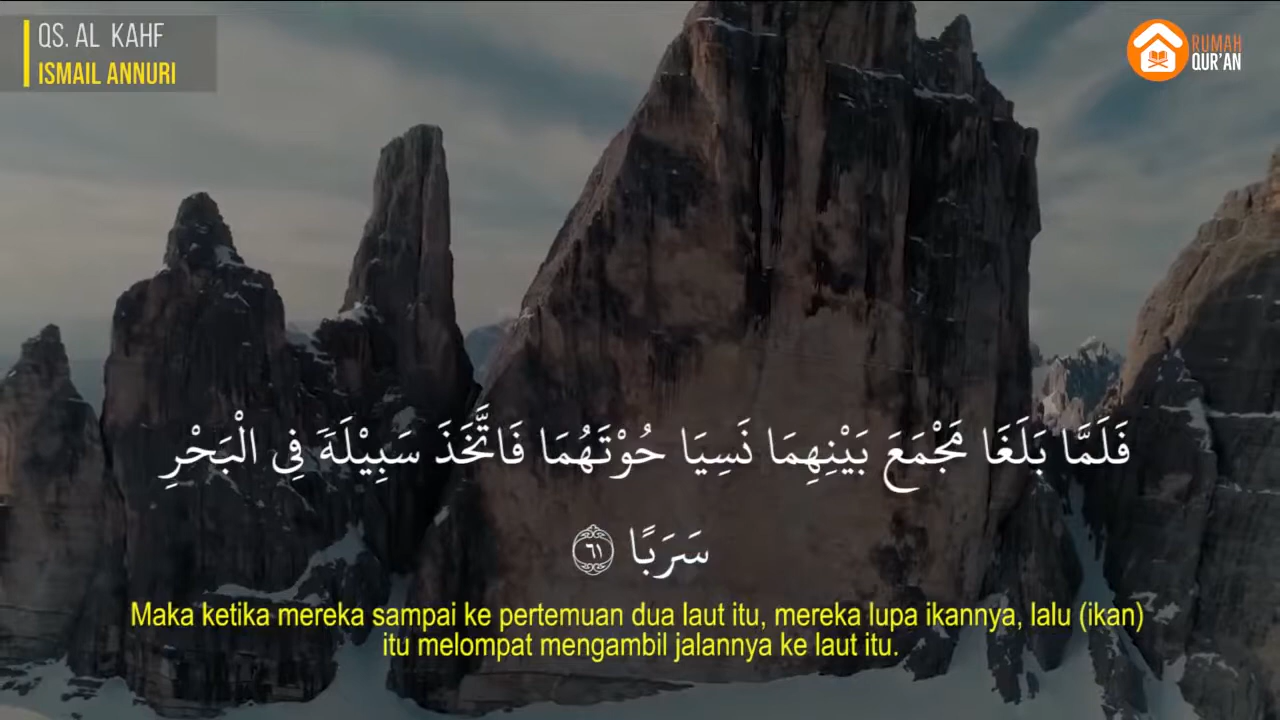 QS. AL KAHF
ISMAIL ANNURI
RUMAH
QUR'AN
فَلَمَّا بَلَغَا مَجْمَعَ بَيْنِهِمَا نَسِيَا حُوْتَهُمَا فَاتَّخَذَ سَبِيْلَهٗ فِى الْبَحْرِ
سَرَبًا ٦١
Maka ketika mereka sampai ke pertemuan dua laut itu, mereka lupa ikannya, lalu (ikan)
itu melompat mengambil jalannya ke laut itu.